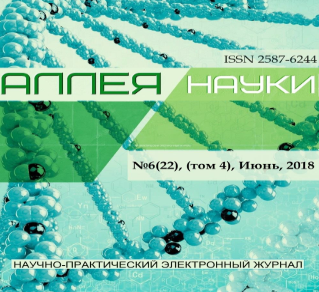 ISSN 2587-6244
АЛЛЕЯ НАУКИ
№6(22), (том 4), Июнь, 2018
НАУЧНО-ПРАКТИЧЕСКИЙ ЭЛЕКТРОННЫЙ ЖУРНАЛ